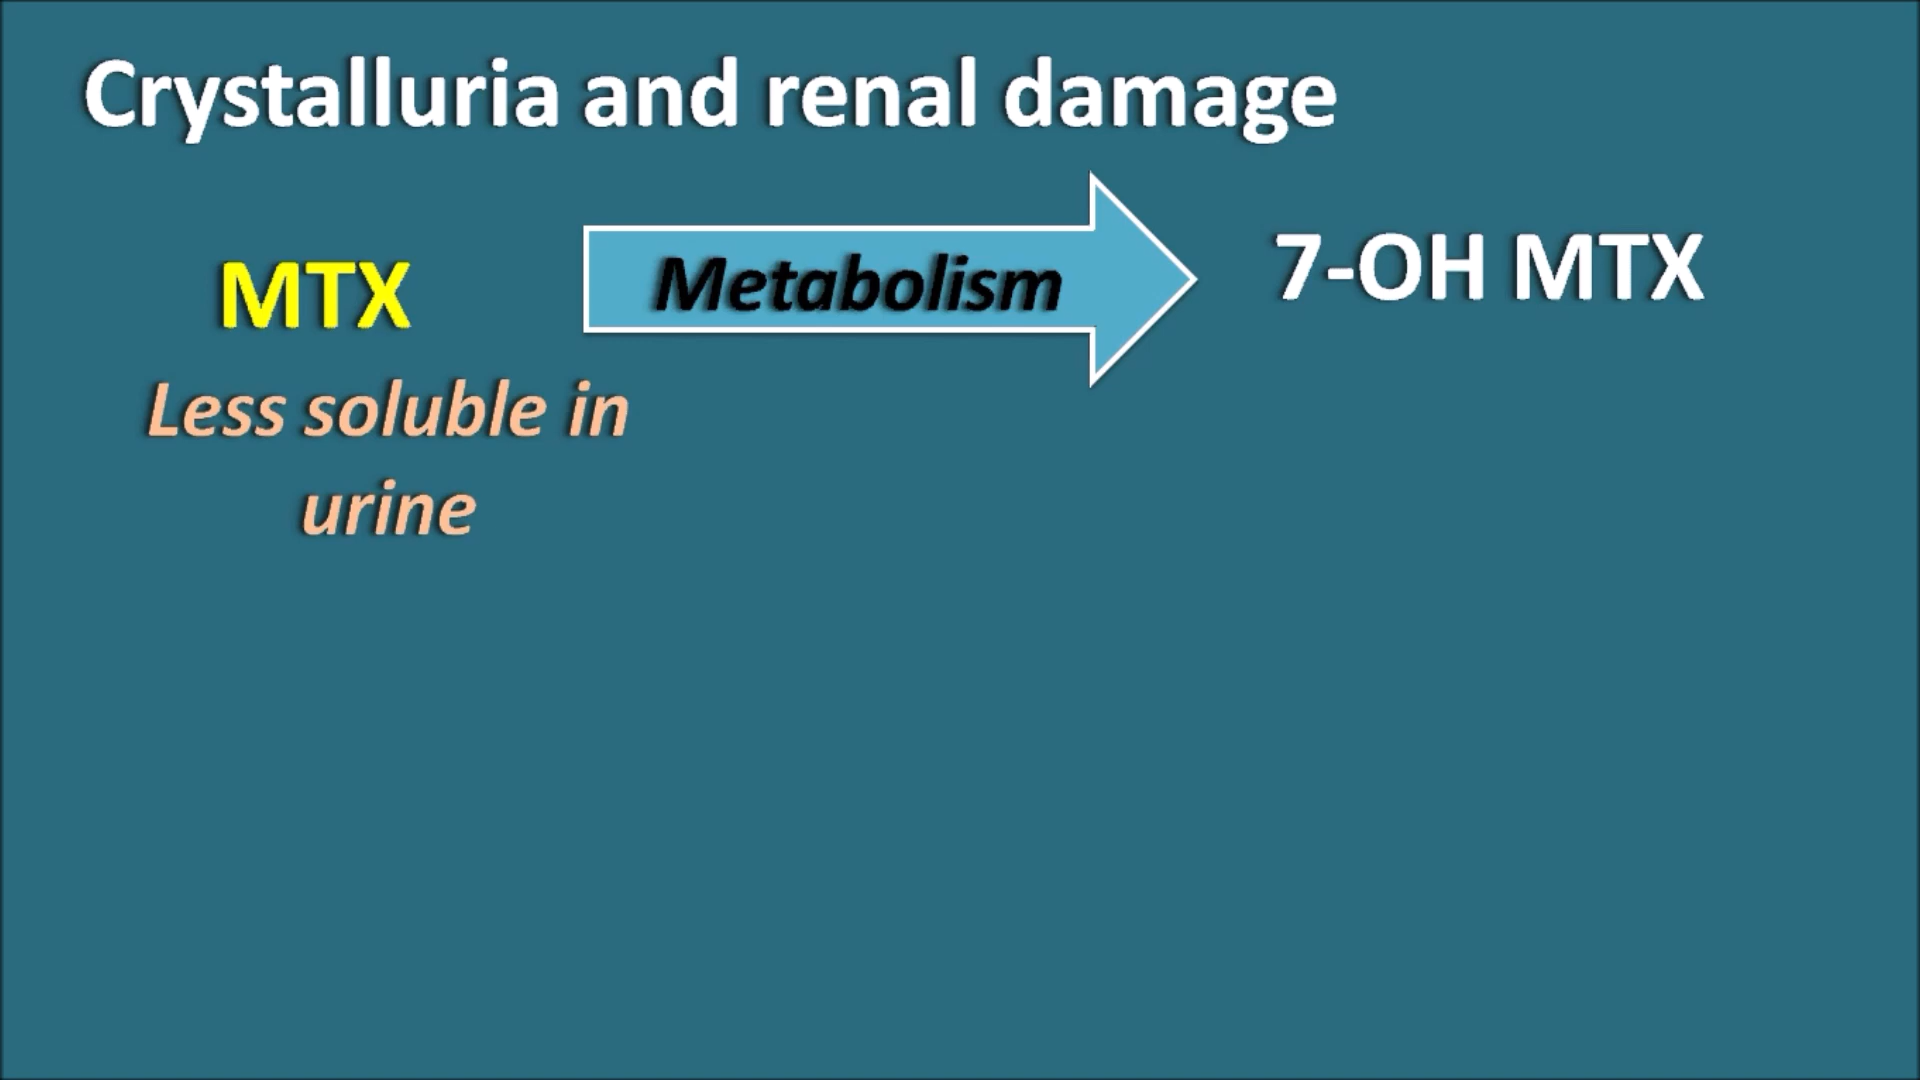 Crystalluria and renal damage
MTX
Metabolism
7-OH MTX
Less soluble in
urine